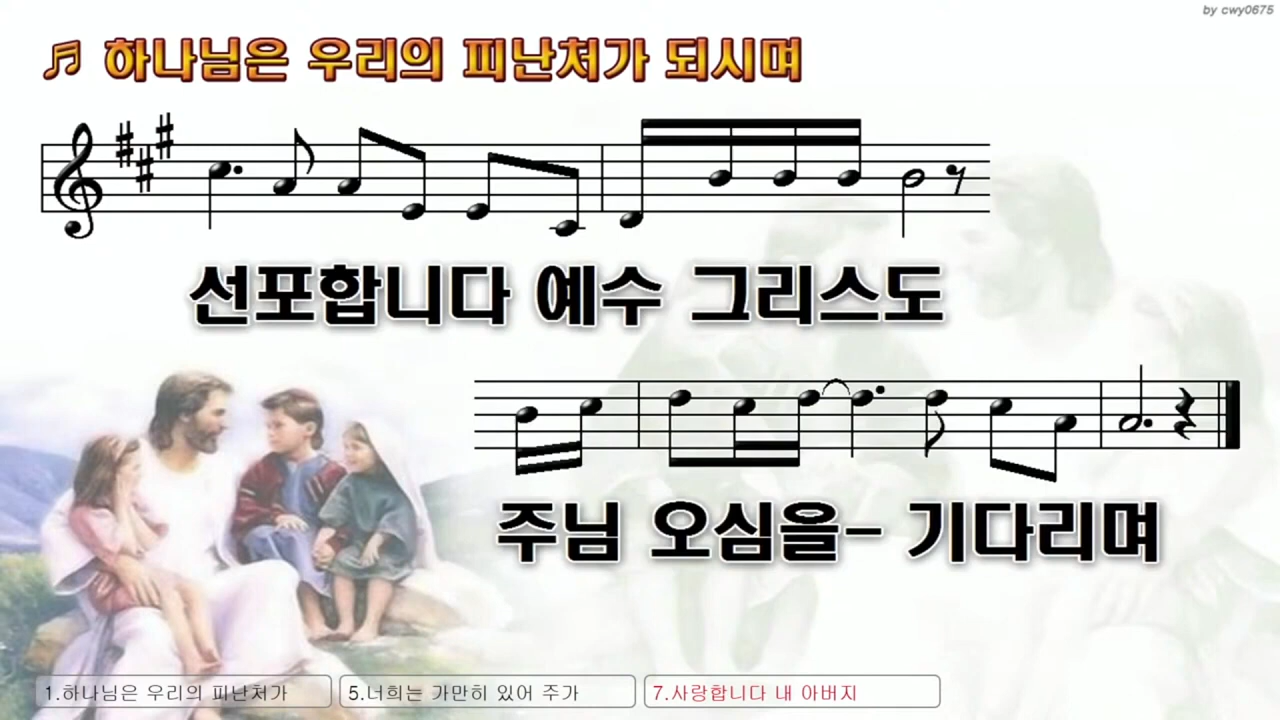 by cwy0675
♬ 하나님은 우리의 피난처가 되시며
선포합니다 예수 그리스도
주님 오심을- 기다리며
1.하나님은 우리의 피난처가 5.너희는 가만히 있어 주가 7.사랑합니다 내 아버지